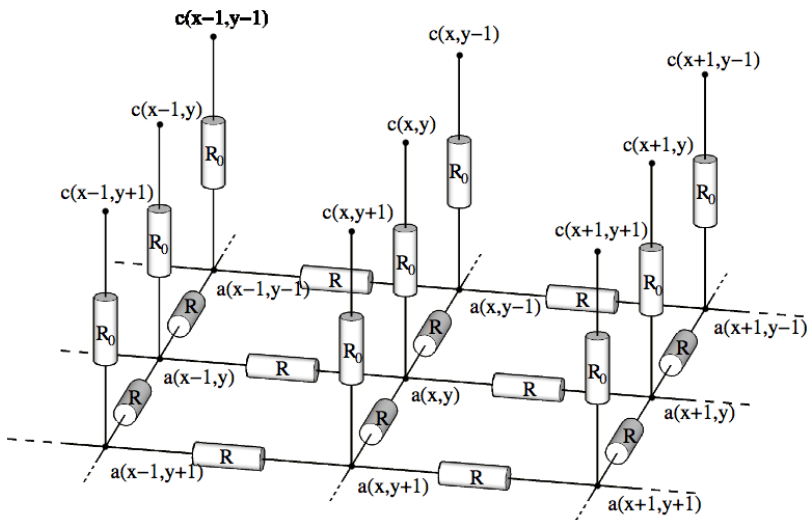 c(x−1,y−1)
c(x,y−1)
c(x+1,y−1)
c(x−1,y)
c(x,y)
c(x+1,y)
c(x−1,y+1)
c(x,y+1)
c(x+1,y+1)
R0
R0
R0
R0
R0
R0
R0
R0
R0
R
R
a(x−1,y−1)
a(x,y−1)
a(x+1,y−1)
R
R
R
R
R
a(x−1,y)
a(x,y)
a(x+1,y)
R
R
R
R
R
a(x−1,y+1)
a(x,y+1)
a(x+1,y+1)